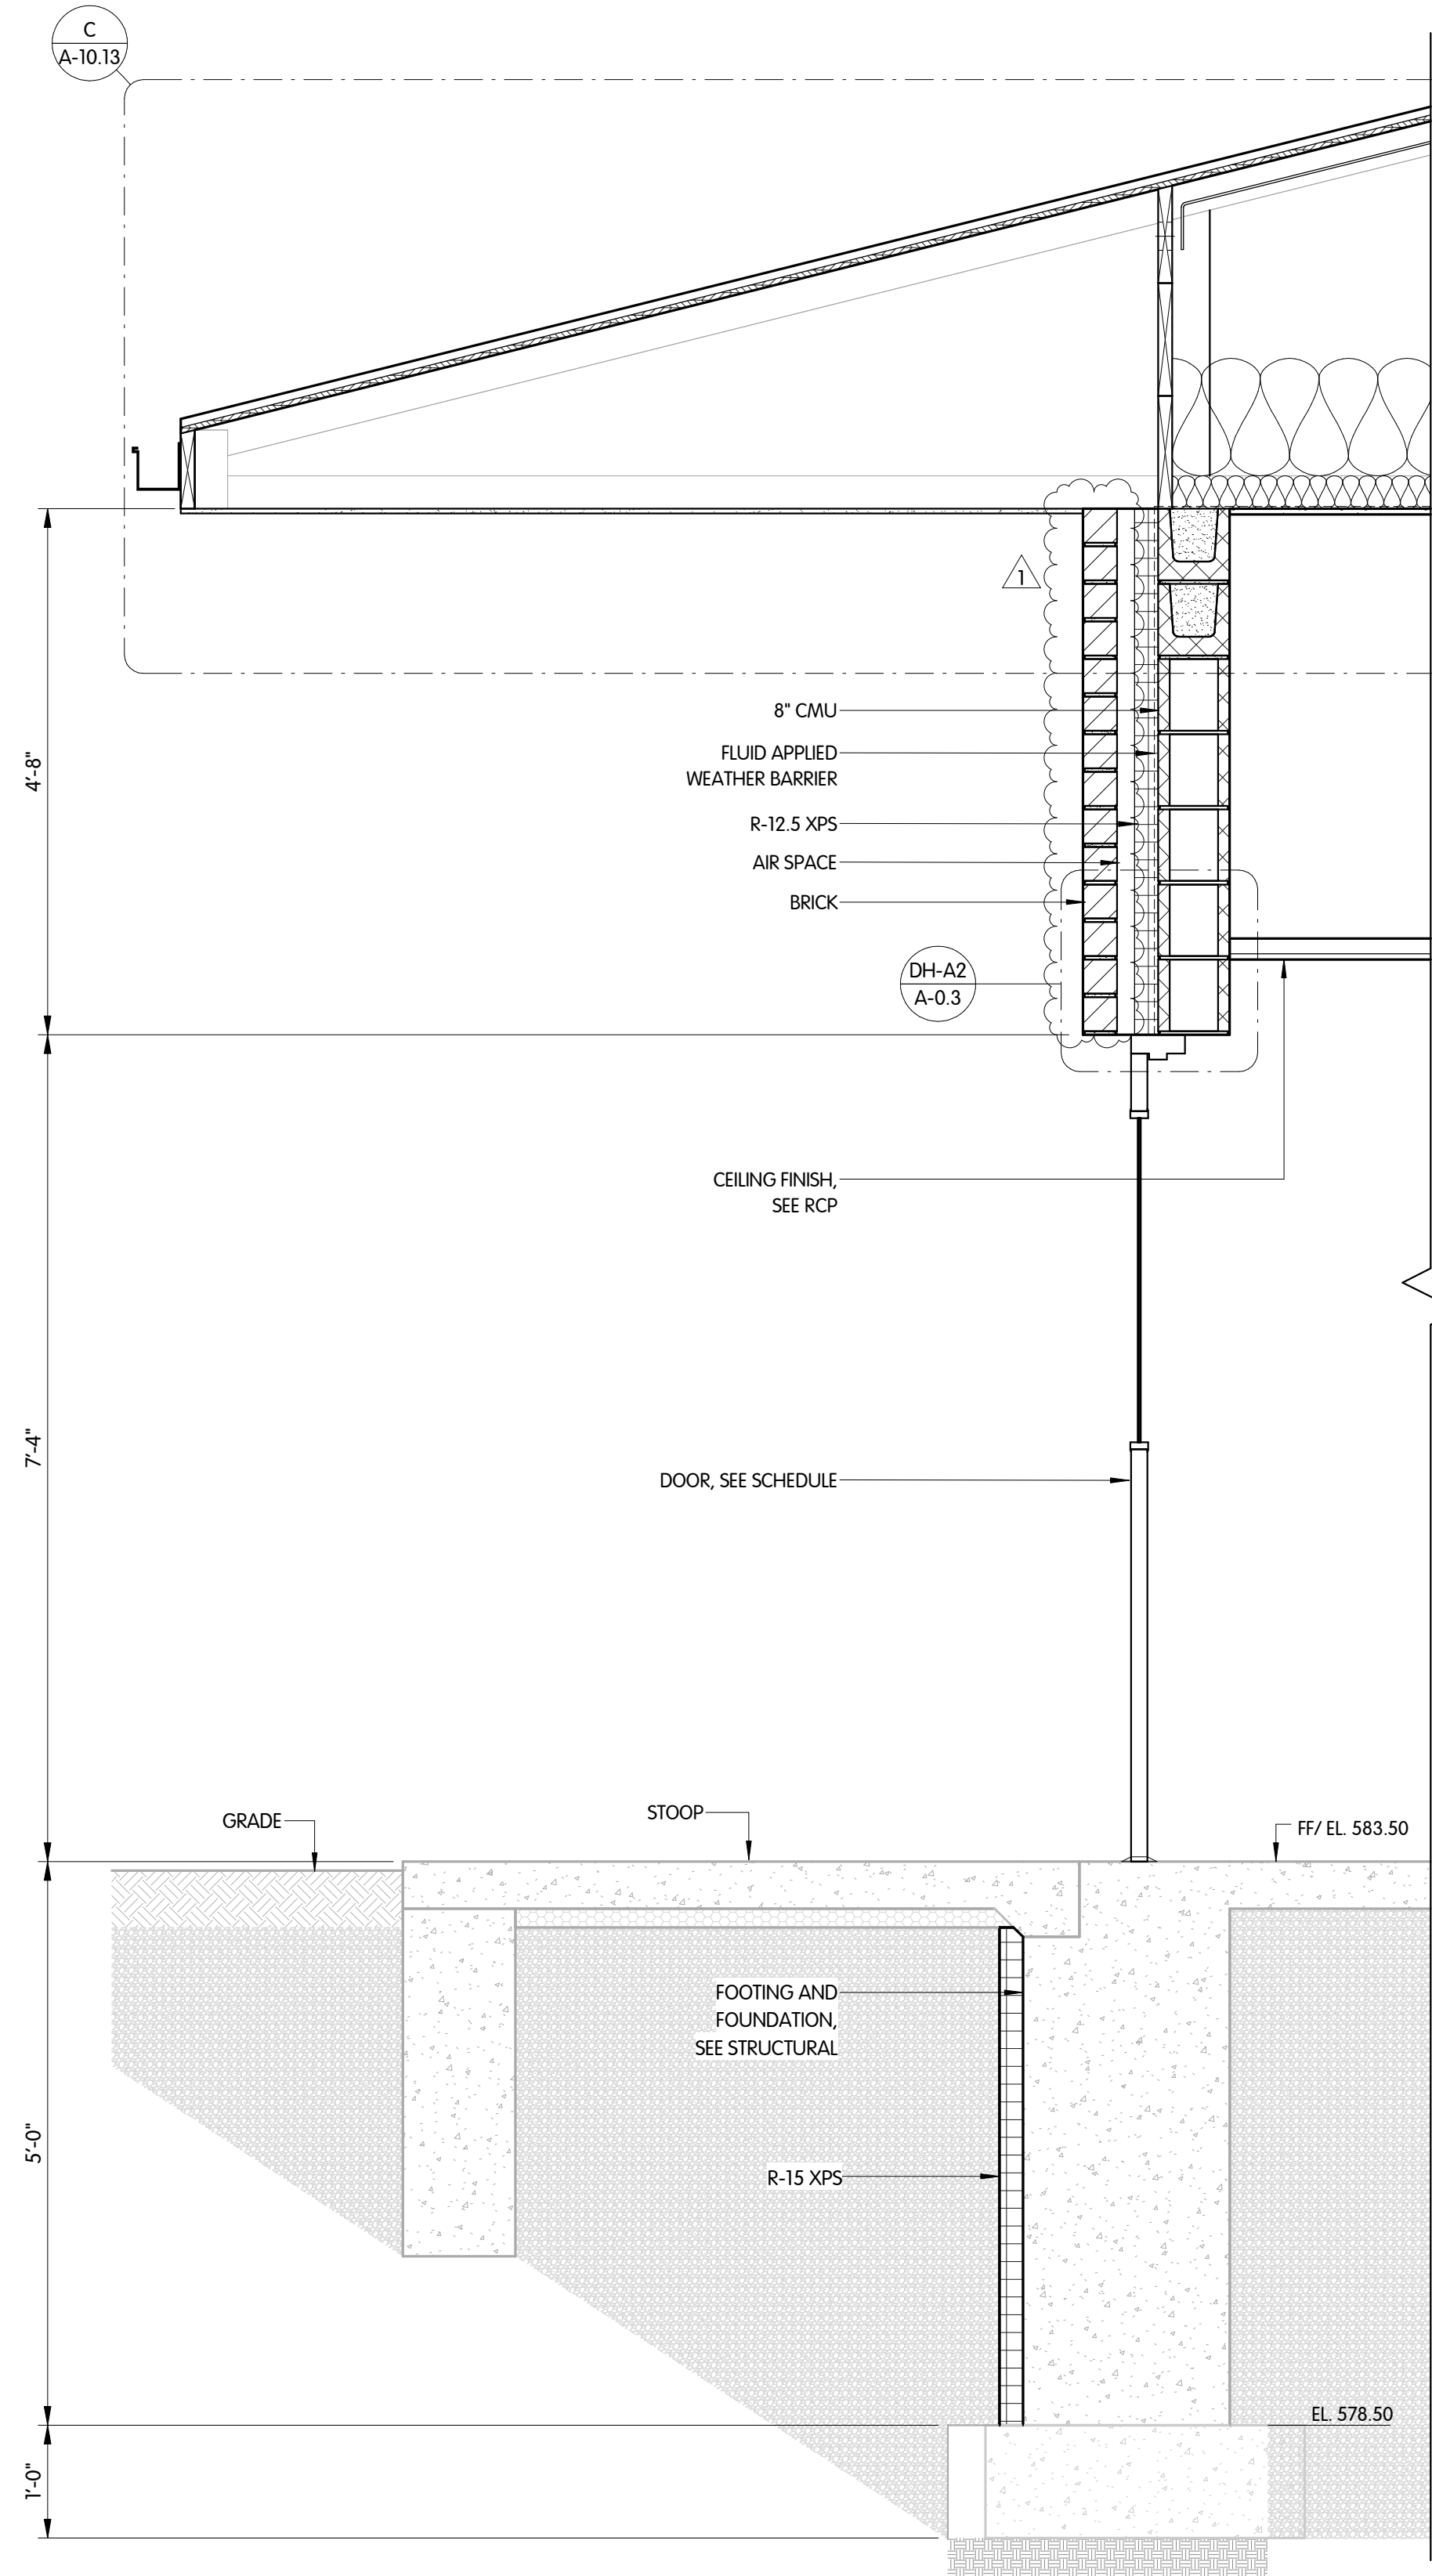 C
A-10.13
1
8" CMU
FLUID APPLIED
WEATHER BARRIER
4'-8"
R-12.5 XPS
AIR SPACE
BRICK
DH-A2
A-0.3
CEILING FINISH,
SEE RCP
7'-4"
DOOR, SEE SCHEDULE
STOOP
GRADE
FF/ EL. 583.50
FOOTING AND
FOUNDATION,
SEE STRUCTURAL
5'-0"
R-15 XPS
EL. 578.50
1'-0"